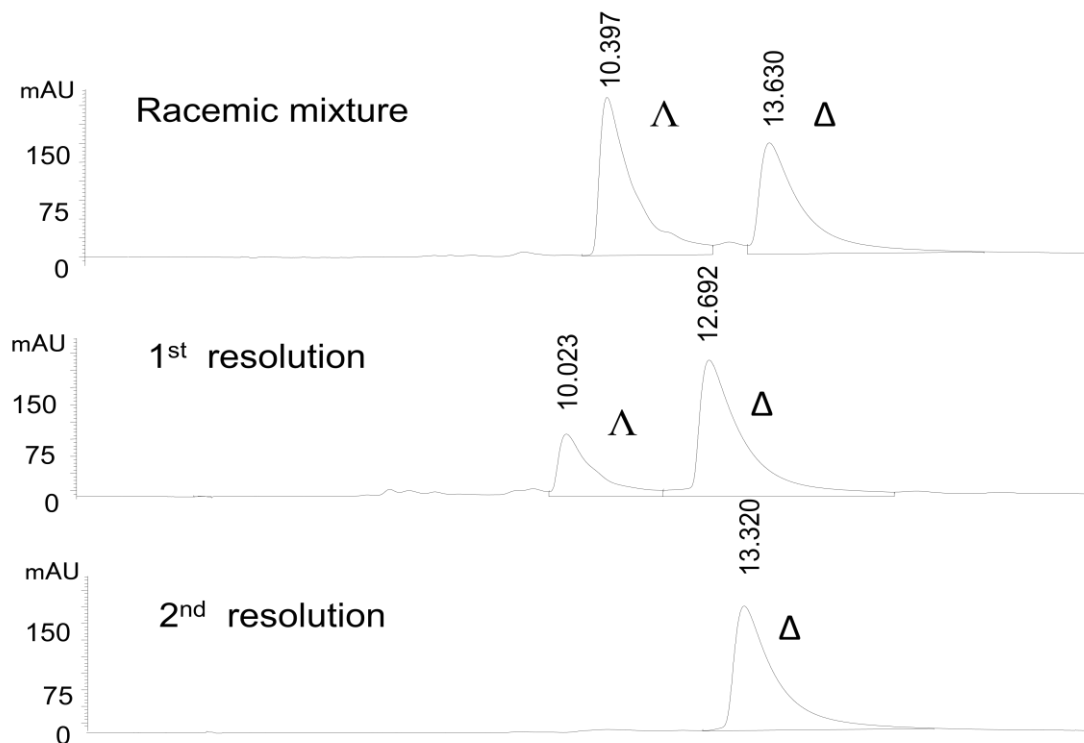 mAU
Racemic mixture
10.397
Λ
13.630
Δ
150
75
0
mAU
1st resolution
10.023
Λ
12.692
Δ
150
75
0
mAU
2nd resolution
13.320
Δ
150
75
0